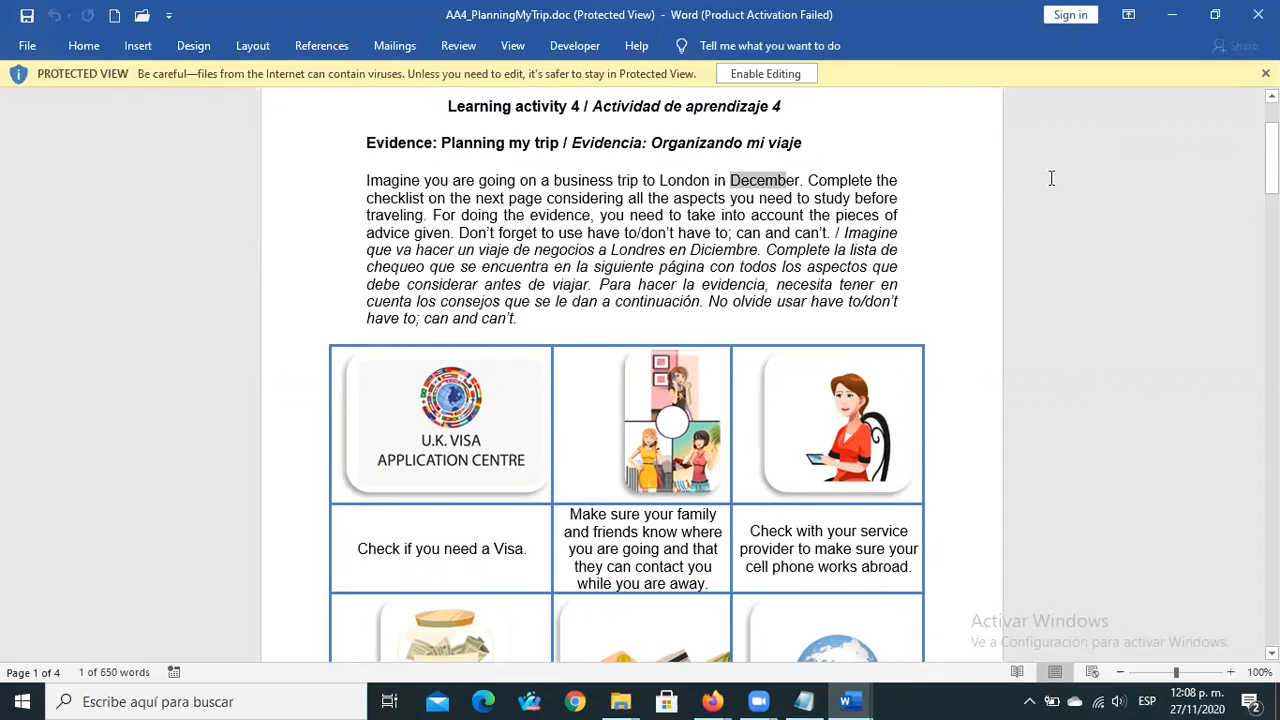 AA4_PlanningMyTrip.doc (Protected View) - Word (Product Activation Failed)
Sign in
File Home Insert Design Layout References Mailings Review View Developer Help Tell me what you want to do Share
PROTECTED VIEW Be careful—files from the Internet can contain viruses. Unless you need to edit, it's safer to stay in Protected View. Enable Editing
Learning activity 4 / Actividad de aprendizaje 4
Evidence: Planning my trip / Evidencia: Organizando mi viaje
Imagine you are going on a business trip to London in December. Complete the
checklist on the next page considering all the aspects you need to study before
traveling. For doing the evidence, you need to take into account the pieces of
advice given. Don't forget to use have to/don't have to; can and can't. / Imagine
que va hacer un viaje de negocios a Londres en Diciembre. Complete la lista de
chequeo que se encuentra en la siguiente página con todos los aspectos que
debe considerar antes de viajar. Para hacer la evidencia, necesita tener en
cuenta los consejos que se le dan a continuación. No olvide usar have to/don't
have to; can and can't.
U.K. VISA
APPLICATION CENTRE
Check if you need a Visa.
Make sure your family
and friends know where
you are going and that
they can contact you
while you are away.
Check with your service
provider to make sure your
cell phone works abroad.
Activar Windows
Ve a Configuración para activar Windows.
Page 1 of 4 1 of 650 words 100%
Escribe aquí para buscar
ESP
12:08 p. m.
27/11/2020
2